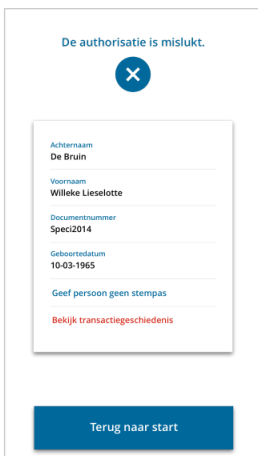 De authorisatie is mislukt.
Achternaam
De Bruin
Voornaam
Willeke Lieselotte
Documentnummer
Speci2014
Geboortedatum
10-03-1965
Geef persoon geen stempas
Bekijk transactiegeschiedenis
Terug naar start